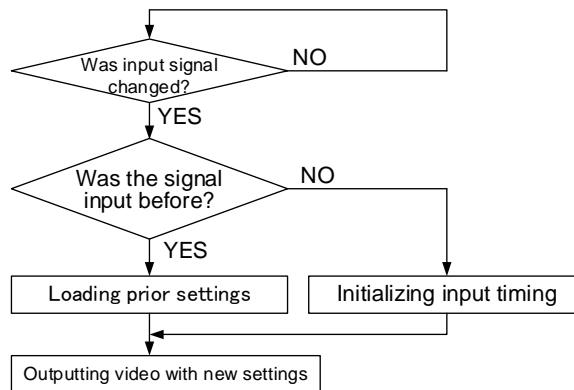 Was input signal
changed?
NO
YES
Was the signal
input before?
NO
YES
Loading prior settings
Initializing input timing
Outputting video with new settings